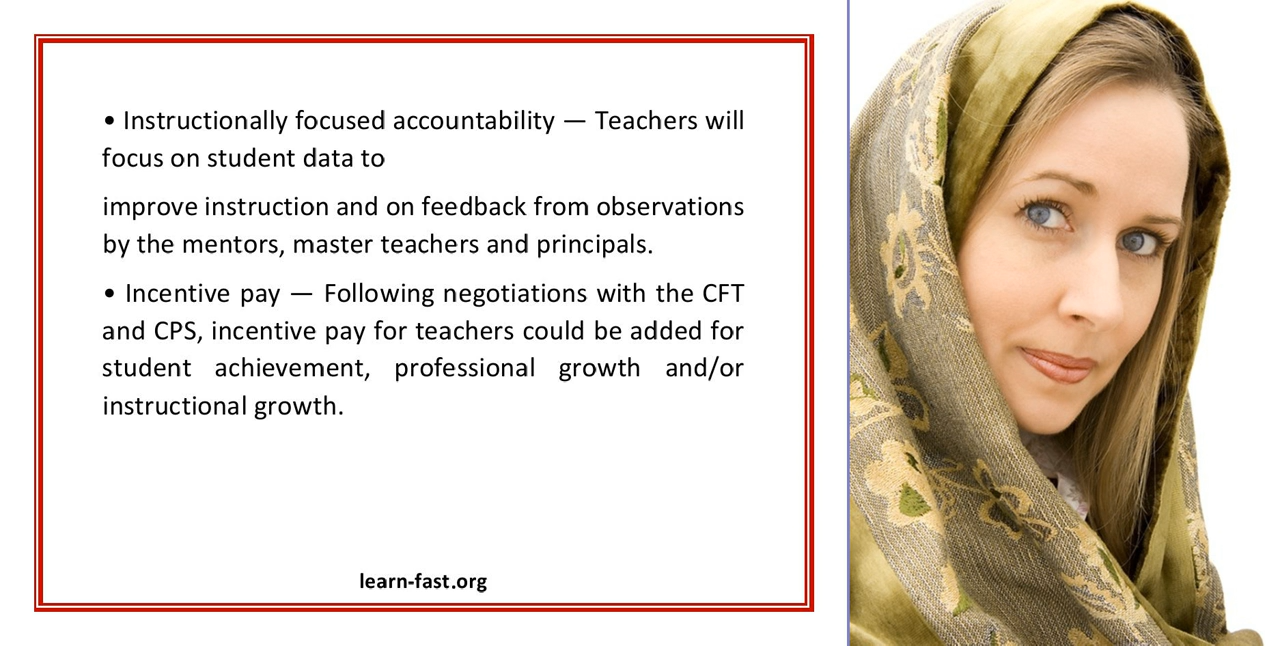 • Instructionally focused accountability — Teachers will
focus on student data to
improve instruction and on feedback from observations
by the mentors, master teachers and principals.
• Incentive pay — Following negotiations with the CFT
and CPS, incentive pay for teachers could be added for
student achievement, professional growth and/or
instructional growth.
learn-fast.org